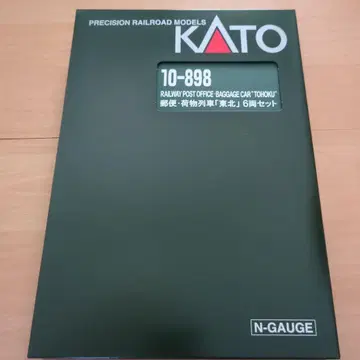 PRECISION RAILROAD MODELS
KATO
10-898
RAILWAY POST OFFICE·BAGGAGE CAR "TOHOKU"
郵便·荷物列車「東北」6両セット
N-GAUGE